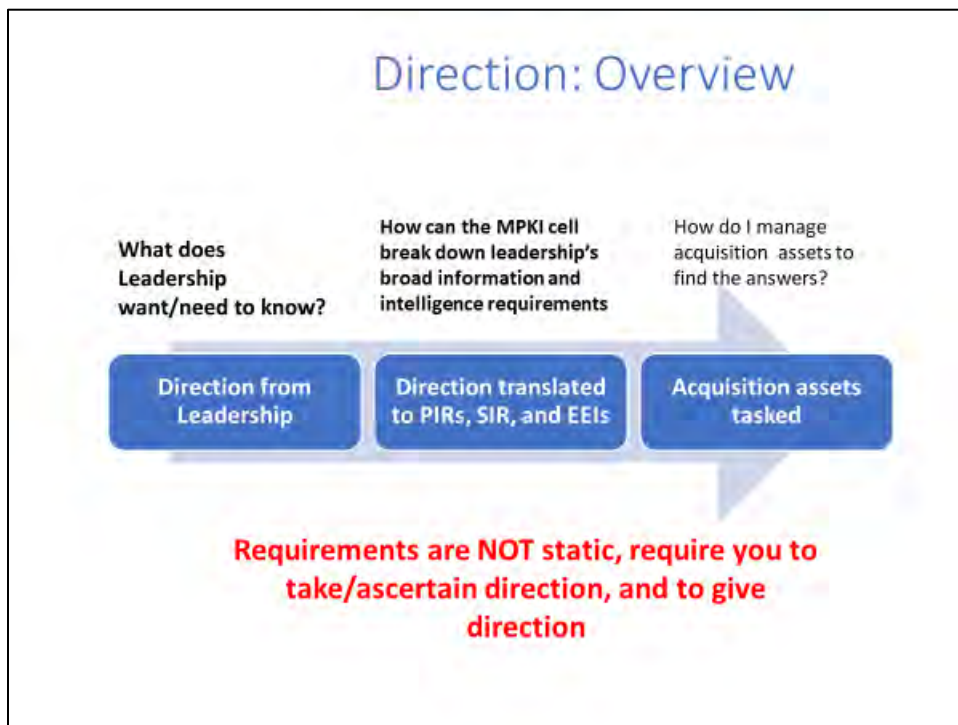 Direction: Overview
What does
Leadership
want/need to know?
How can the MPKI cell
break down leadership's
broad information and
intelligence requirements
How do I manage
acquisition assets to
find the answers?
Direction from
Leadership
Direction translated
to PIRs, SIR, and EEIs
Acquisition assets
tasked
Requirements are NOT static, require you to
take/ascertain direction, and to give
direction